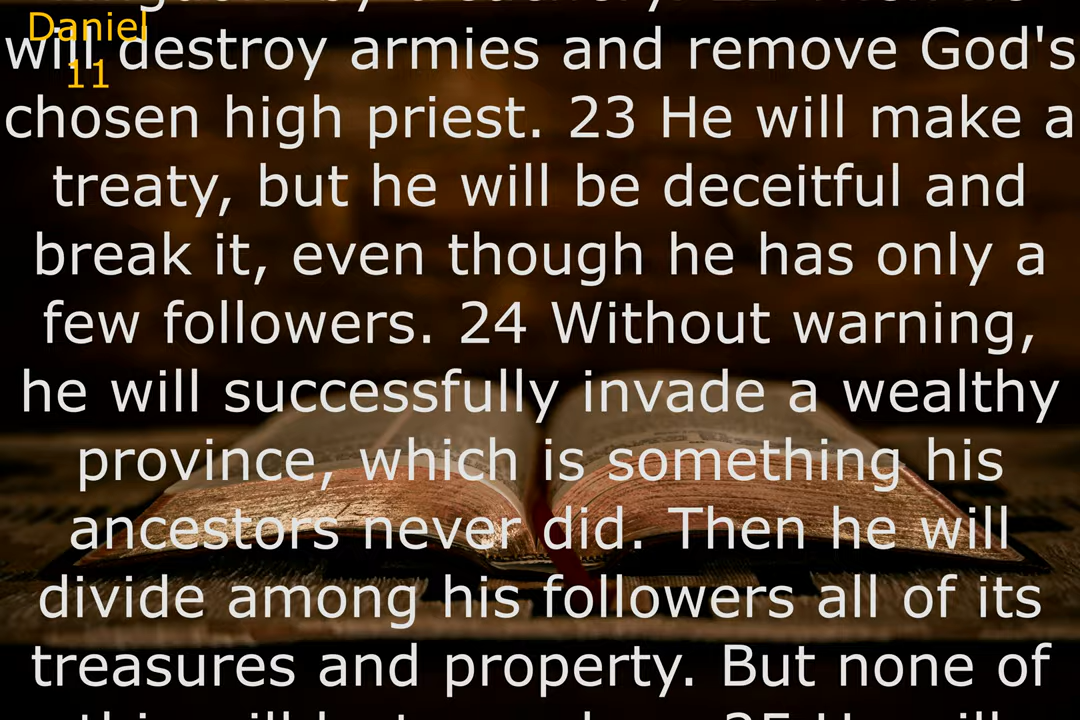 Daniel
11
will destroy armies and remove God's
chosen high priest. 23 He will make a
treaty, but he will be deceitful and
break it, even though he has only a
few followers. 24 Without warning,
he will successfully invade a wealthy
province, which is something his
ancestors never did. Then he will
divide among his followers all of its
treasures and property. But none of